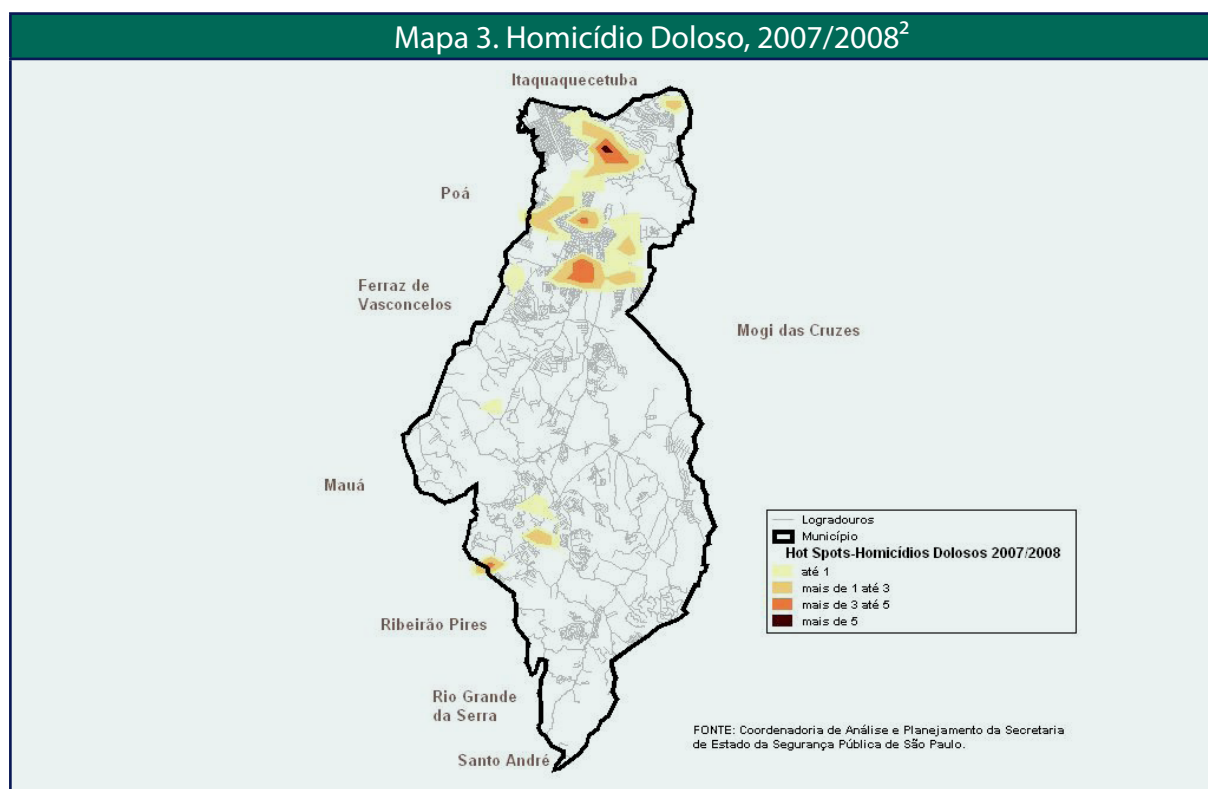 Mapa 3. Homicídio Doloso, 2007/2008²
Itaquaquecetuba
Poá
Ferraz de
Vasconcelos
Mogi das Cruzes
Mauá
Logradouros
Município
Hot Spots-Homicídios Dolosos 2007/2008
até 1
mais de 1 até 3
mais de 3 até 5
mais de 5
Ribeirão Pires
Rio Grande
da Serra
Santo André
FONTE: Coordenadoria de Análise e Planejamento da Secretaria
de Estado da Segurança Pública de São Paulo.